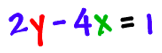 2y - 4x = 1